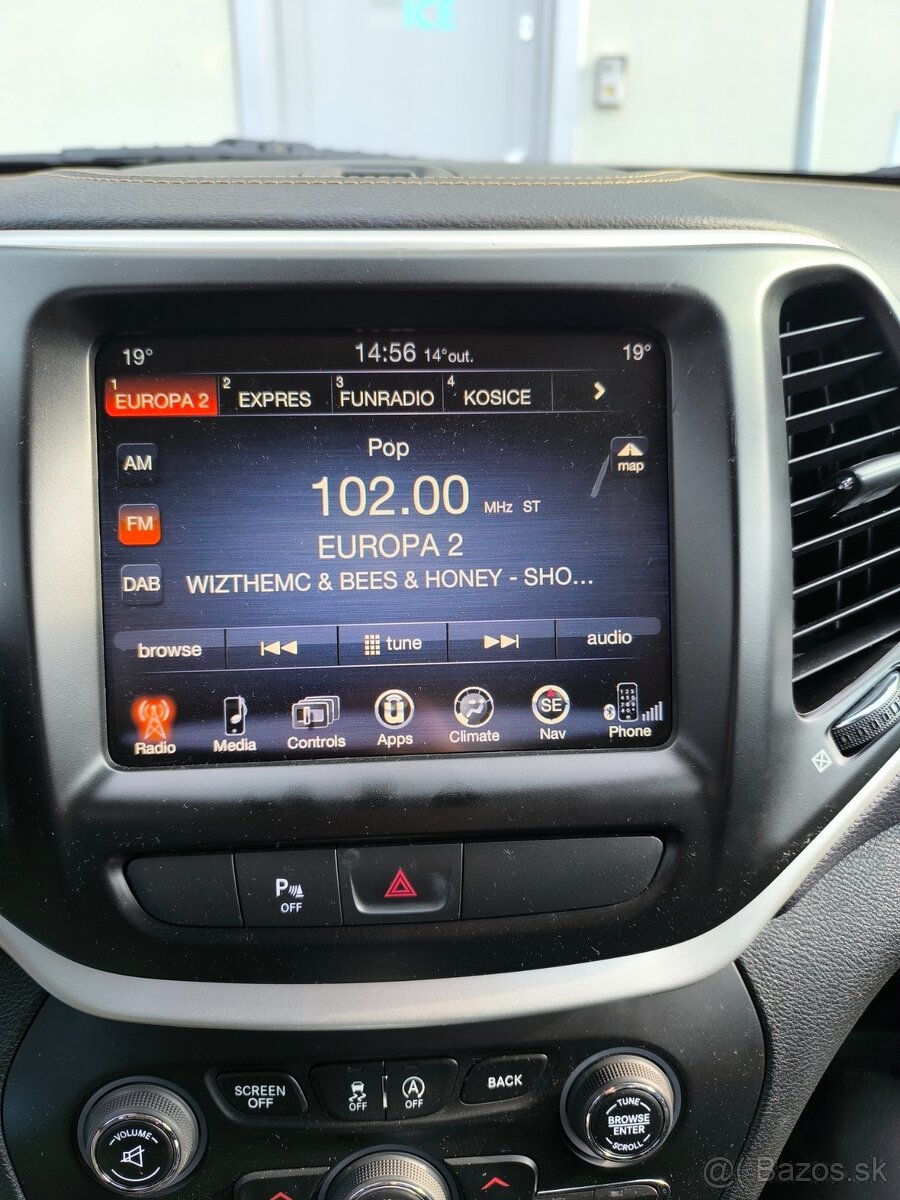 ICE
19° 14:56 14°out. 19°
1 EUROPA 2 2 EXPRES 3 FUNRADIO 4 KOSICE
Pop
AM
map
102.00 MHz ST
FM
EUROPA 2
DAB
WIZTHEMC & BEES & HONEY - SHO...
browse tune audio
SE
Radio Media Controls Apps Climate Nav Phone
P
OFF
SCREEN OFF
OFF
A OFF
BACK
VOLUME
TUNE
BROWSE
ENTER
SCROLL
@ Bazos.sk